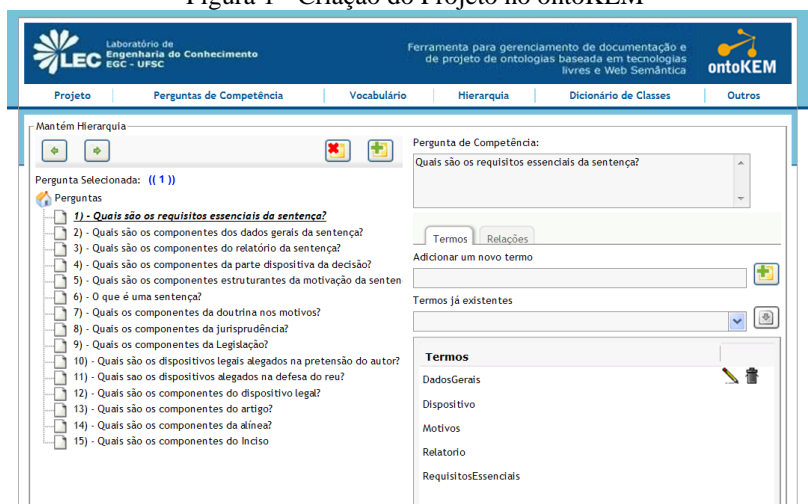 Figura 1 - Criação do Projeto no ontoKEM
LEC
Laboratório de
Engenharia do Conhecimento
EGC - UFSC
Ferramenta para gerenciamento de documentação e
de projeto de ontologias baseada em tecnologias
livres e Web Semântica
ontoKEM
Projeto Perguntas de Competência Vocabulário Hierarquia Dicionário de Classes Outros
Mantém Hierarquia
Pergunta Selecionada: (( 1 ))
Perguntas
1) - Quais são os requisitos essenciais da sentença?
2) - Quais são os componentes dos dados gerais da sentença?
3) - Quais são os componentes do relatório da sentença?
4) - Quais são os componentes da parte dispositiva da decisão?
5) - Quais são os componentes estruturantes da motivação da senten
6) - O que é uma sentença?
7) - Quais os componentes da doutrina nos motivos?
8) - Quais os componentes da jurisprudência?
9) - Quais os componentes da Legislação?
10) - Quais são os dispositivos legais alegados na pretensão do autor?
11) - Quais sao os dispositivos alegados na defesa do reu?
12) - Quais são os componentes do dispositivo legal?
13) - Quais são os componentes do artigo?
14) - Quais são os componentes da alínea?
15) - Quais são os componentes do Inciso
Pergunta de Competência:
Quais são os requisitos essenciais da sentença?
Termos Relações
Adicionar um novo termo
Termos já existentes
Termos
DadosGerais
Dispositivo
Motivos
Relatorio
RequisitosEssenciais